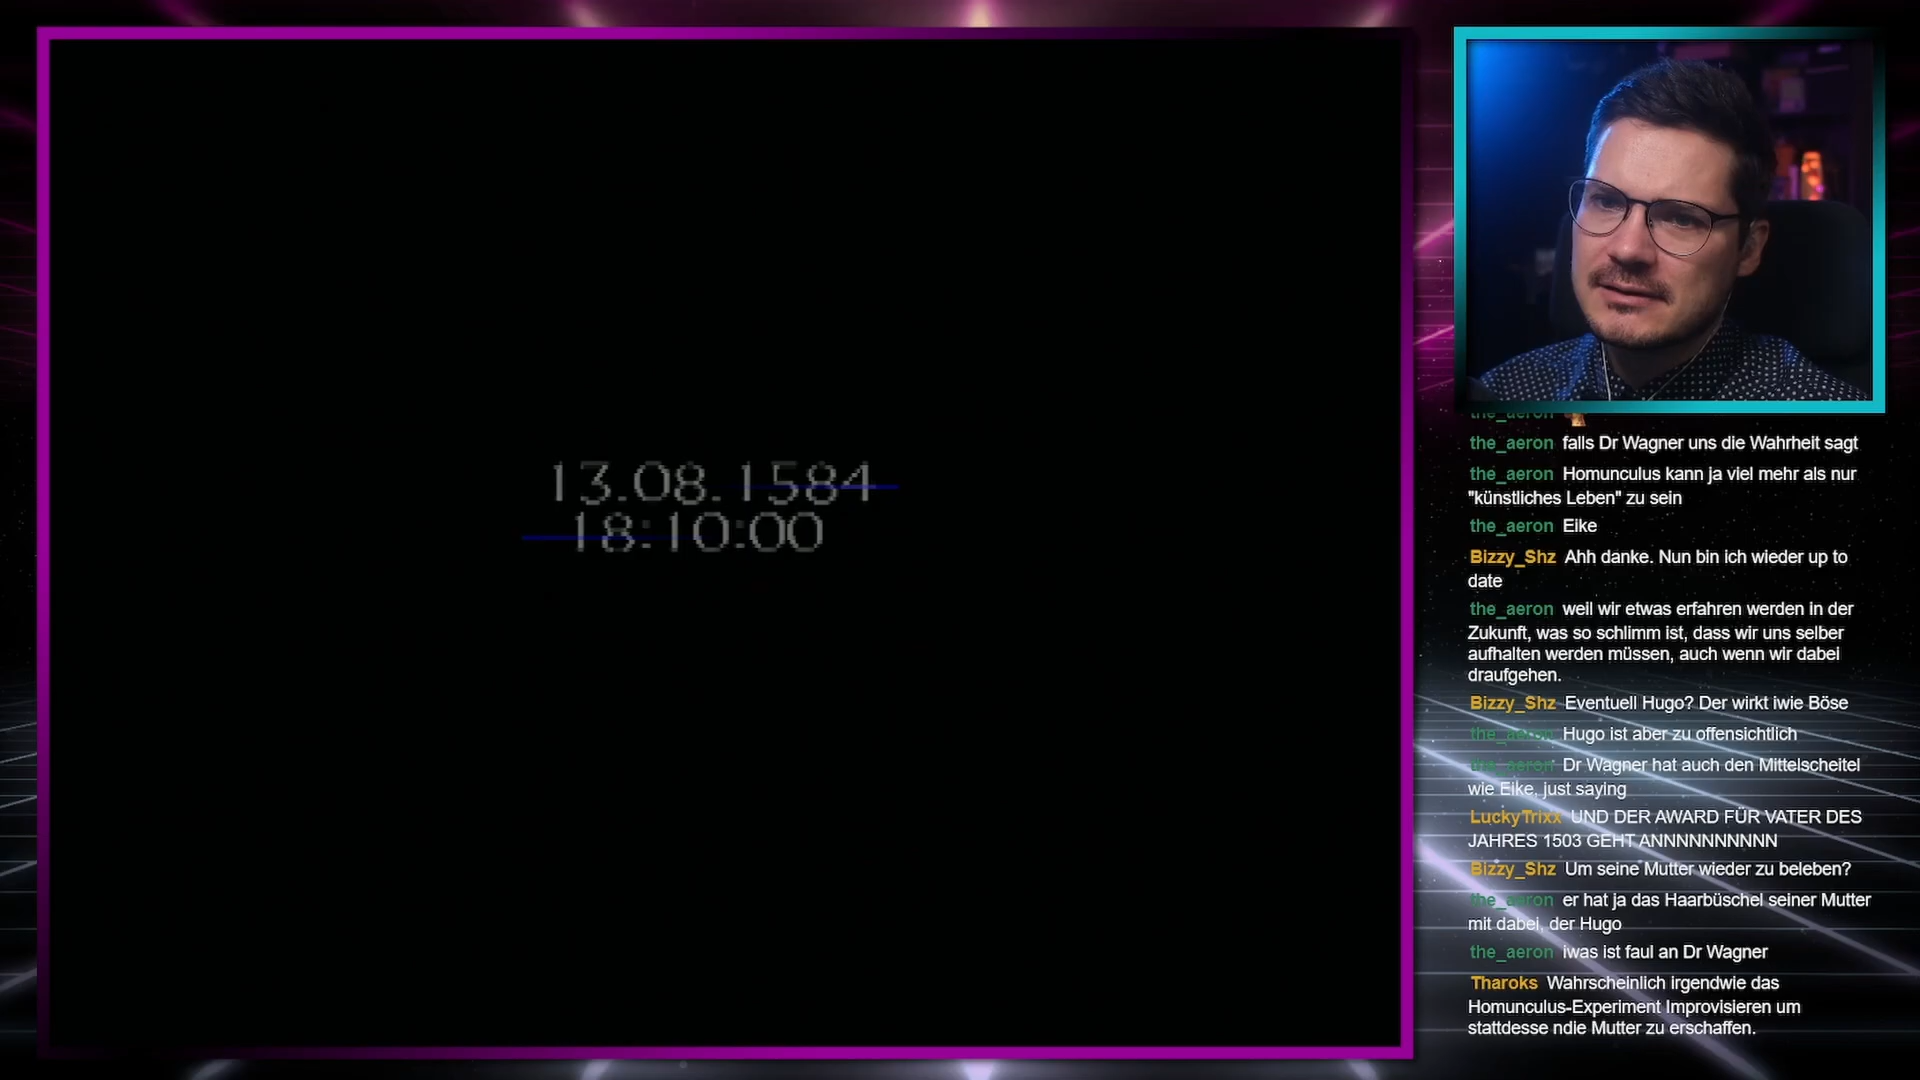 13.08.1584
18:10:00
the_aeron
the_aeron falls Dr Wagner uns die Wahrheit sagt
the_aeron Homunculus kann ja viel mehr als nur
"künstliches Leben" zu sein
the_aeron Eike
Bizzy_Shz Ahh danke. Nun bin ich wieder up to
date
the_aeron weil wir etwas erfahren werden in der
Zukunft, was so schlimm ist, dass wir uns selber
aufhalten werden müssen, auch wenn wir dabei
draufgehen.
Bizzy_Shz Eventuell Hugo? Der wirkt iwie Böse
the_aeron Hugo ist aber zu offensichtlich
the_aeron Dr Wagner hat auch den Mittelscheitel
wie Eike, just saying
LuckyTrixx UND DER AWARD FÜR VATER DES
JAHRES 1503 GEHT ANNNNNNNNNN
Bizzy_Shz Um seine Mutter wieder zu beleben?
the_aeron er hat ja das Haarbüschel seiner Mutter
mit dabei, der Hugo
the_aeron iwas ist faul an Dr Wagner
Tharoks Wahrscheinlich irgendwie das
Homunculus-Experiment Improvisieren um
stattdesse ndie Mutter zu erschaffen.